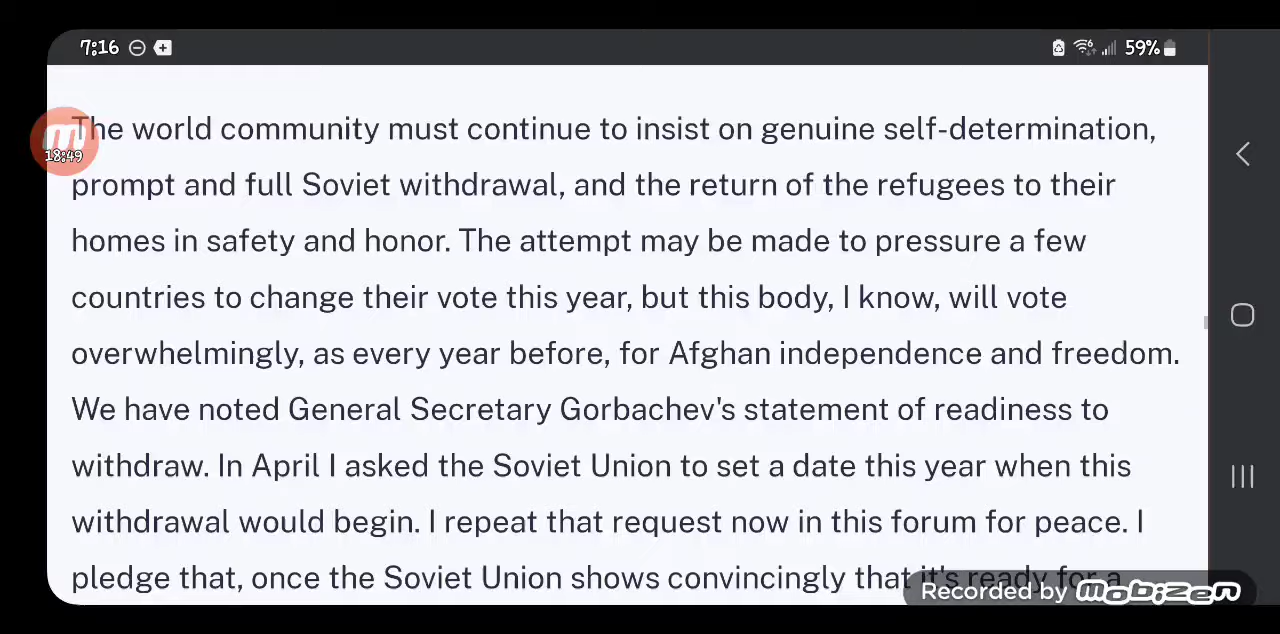 7:16
59%
18:49
The world community must continue to insist on genuine self-determination,
prompt and full Soviet withdrawal, and the return of the refugees to their
homes in safety and honor. The attempt may be made to pressure a few
countries to change their vote this year, but this body, I know, will vote
overwhelmingly, as every year before, for Afghan independence and freedom.
We have noted General Secretary Gorbachev's statement of readiness to
withdraw. In April I asked the Soviet Union to set a date this year when this
withdrawal would begin. I repeat that request now in this forum for peace. I
pledge that, once the Soviet Union shows convincingly that it's ready for a
Recorded by mobizen